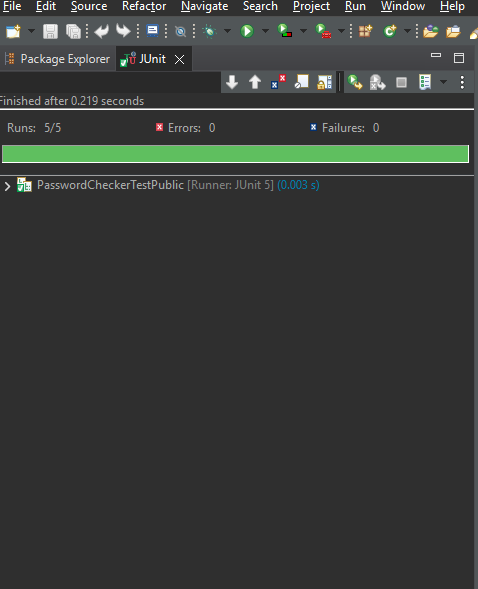 File Edit Source Refactor Navigate Search Project Run Window Help
Package Explorer JUnit
Finished after 0.219 seconds
Runs: 5/5 Errors: 0 Failures: 0
PasswordCheckerTestPublic [Runner: JUnit 5] (0.003 s)